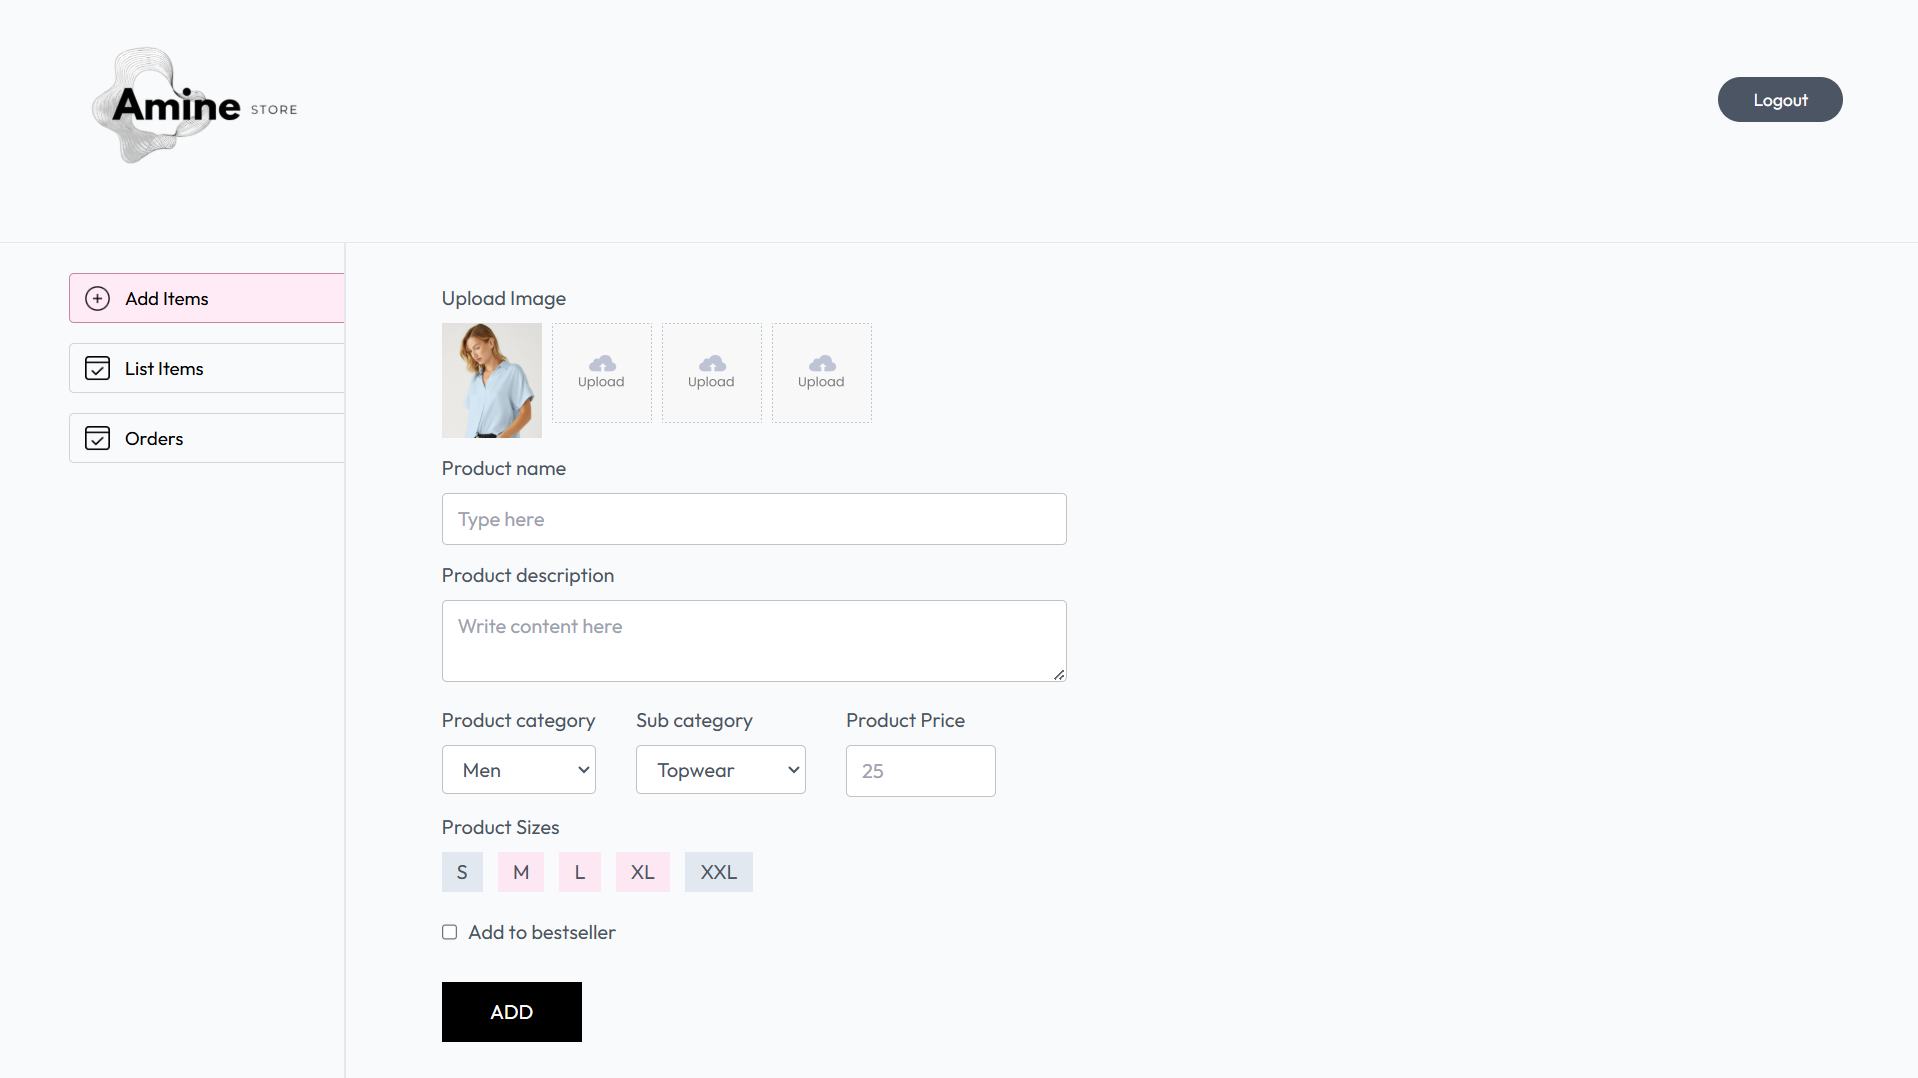 Amine STORE
Logout
Add Items
List Items
Orders
Upload Image
Upload
Upload
Upload
Product name
Type here
Product description
Write content here
Product category
Sub category
Product Price
Men
Topwear
25
Product Sizes
S M L XL XXL
Add to bestseller
ADD